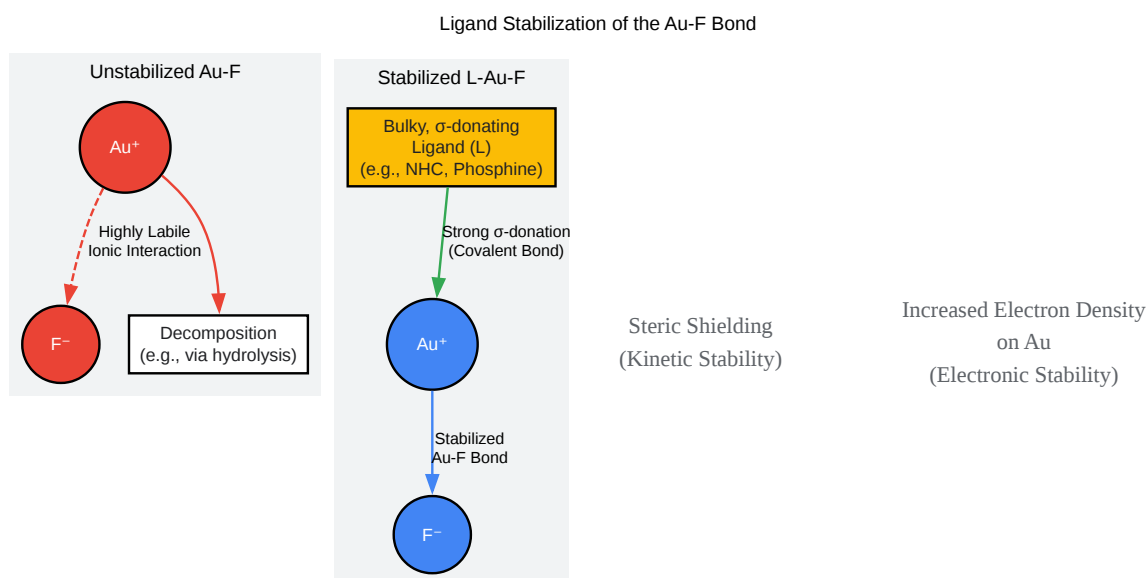 Ligand Stabilization of the Au-F Bond
Unstabilized Au-F
Au⁺
Highly Labile
Ionic Interaction
F⁻
Decomposition
(e.g., via hydrolysis)
Stabilized L-Au-F
Bulky, σ-donating
Ligand (L)
(e.g., NHC, Phosphine)
Strong σ-donation
(Covalent Bond)
Au⁺
Stabilized
Au-F Bond
F⁻
Steric Shielding
(Kinetic Stability)
Increased Electron Density
on Au
(Electronic Stability)